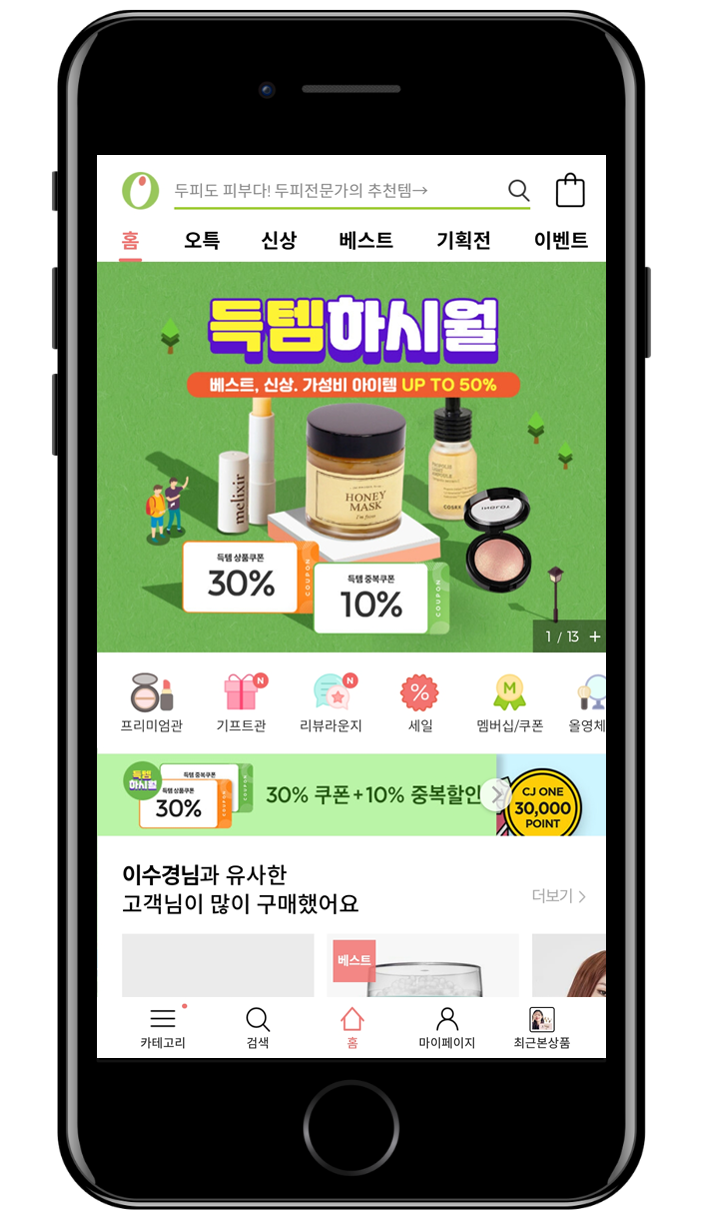 두피도 피부다! 두피전문가의 추천템→
홈 오특 신상 베스트 기획전 이벤트
득템하시월
베스트, 신상. 가성비 아이템 UP TO 50%
melixir
HONEY
MASK
I'm from
COSRX
득템 상품쿠폰
30%
COUPON
득템 중복쿠폰
10%
COUPON
1 / 13 +
N N % M
프리미엄관 기프트관 리뷰라운지 세일 멤버십/쿠폰 올영체
득템
하시월
득템 중복쿠폰
득템 상품쿠폰
30%
COUPON
COUPON
30% 쿠폰+10% 중복할인
CJ ONE
30,000
POINT
이수경님과 유사한
고객님이 많이 구매했어요
더보기 >
베스트
카테고리 검색 홈 마이페이지 최근본상품